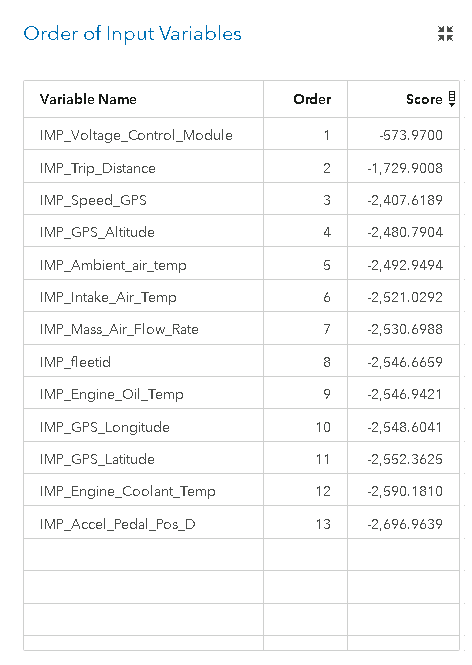 Order of Input Variables
Variable Name Order Score
IMP_Voltage_Control_Module 1 -573.9700
IMP_Trip_Distance 2 -1,729.9008
IMP_Speed_GPS 3 -2,407.6189
IMP_GPS_Altitude 4 -2,480.7904
IMP_Ambient_air_temp 5 -2,492.9494
IMP_Intake_Air_Temp 6 -2,521.0292
IMP_Mass_Air_Flow_Rate 7 -2,530.6988
IMP_fleetid 8 -2,546.6659
IMP_Engine_Oil_Temp 9 -2,546.9421
IMP_GPS_Longitude 10 -2,548.6041
IMP_GPS_Latitude 11 -2,552.3625
IMP_Engine_Coolant_Temp 12 -2,590.1810
IMP_Accel_Pedal_Pos_D 13 -2,696.9639